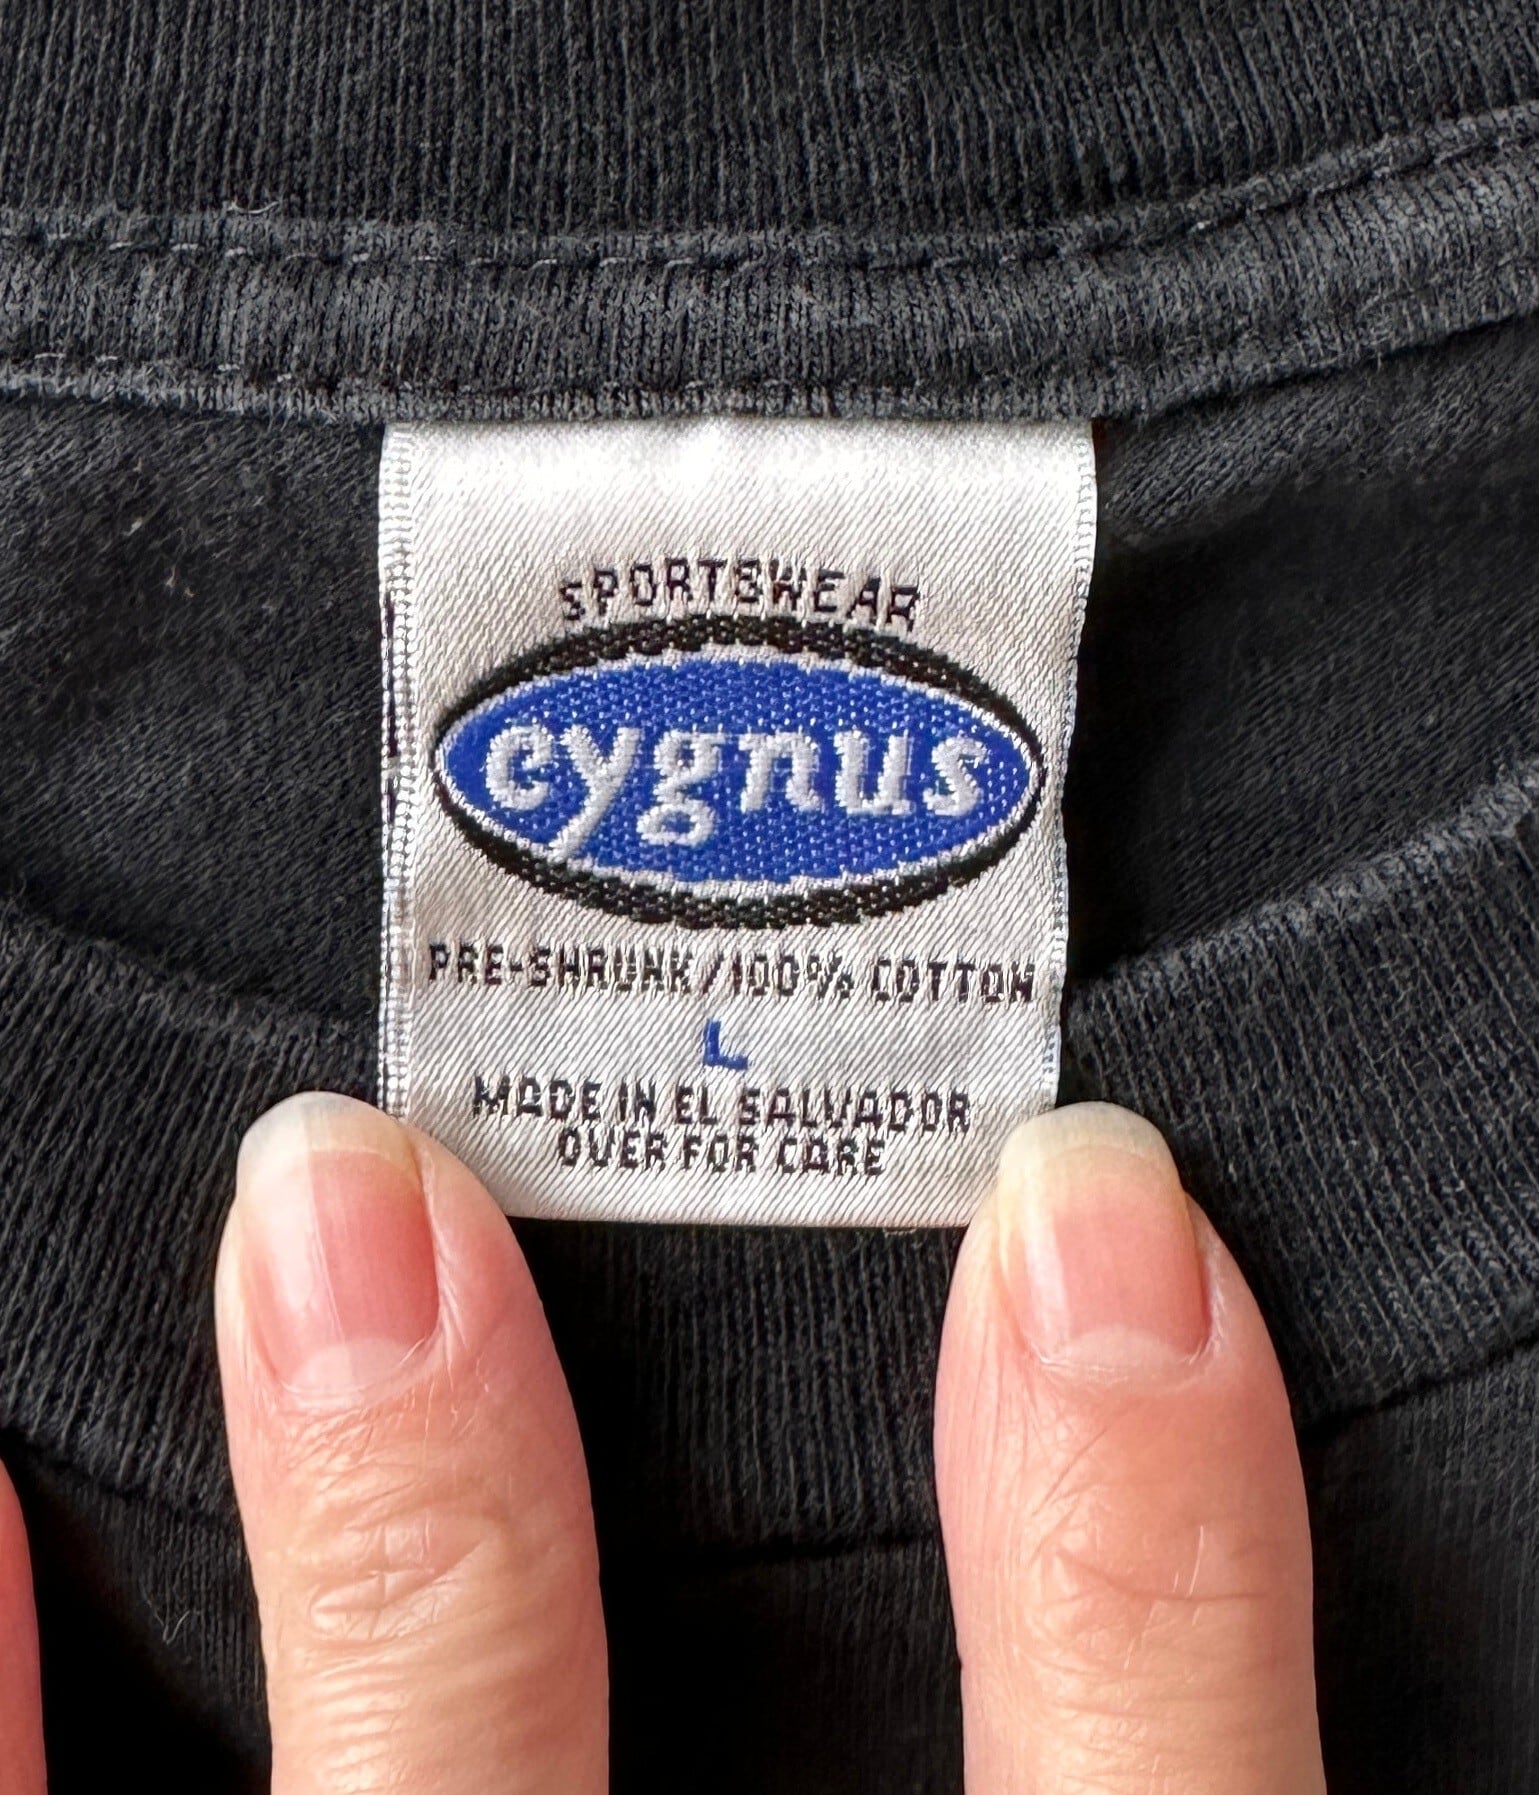 SPORTSWEAR
cygnus
PRE-SHRUNK/100% COTTON
L
MADE IN EL SALVADOR
OVER FOR CARE